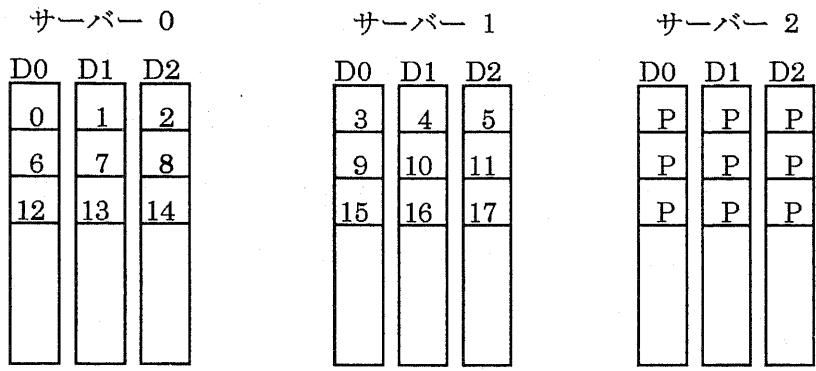 サーバー 0 サーバー 1 サーバー 2
D0 D1 D2 D0 D1 D2 D0 D1 D2
0 1 2 3 4 5 P P P
6 7 8 9 10 11 P P P
12 13 14 15 16 17 P P P